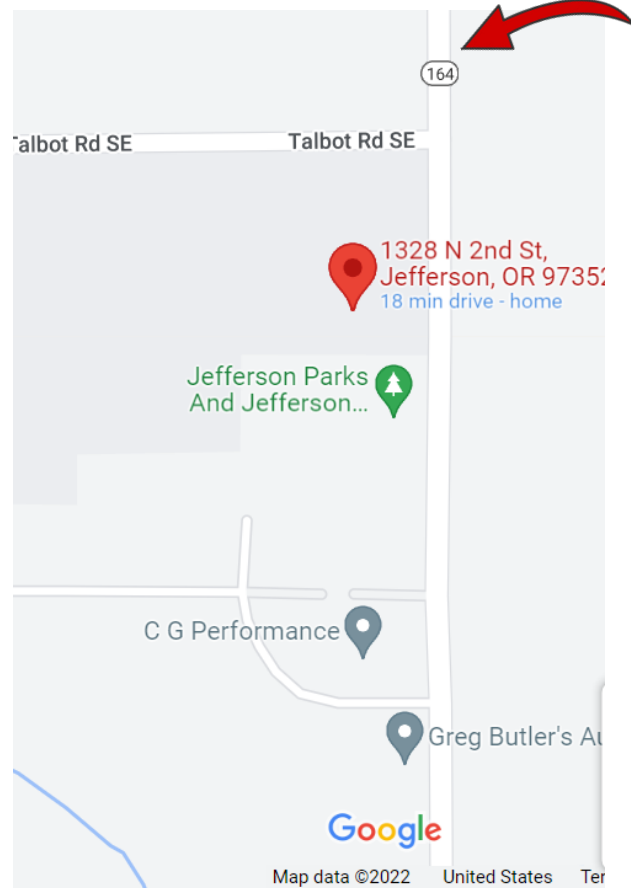 164
Talbot Rd SE
Talbot Rd SE
1328 N 2nd St,
Jefferson, OR 97352
18 min drive - home
Jefferson Parks
And Jefferson...
C G Performance
Greg Butler's Au
Google
Map data ©2022 United States Ter